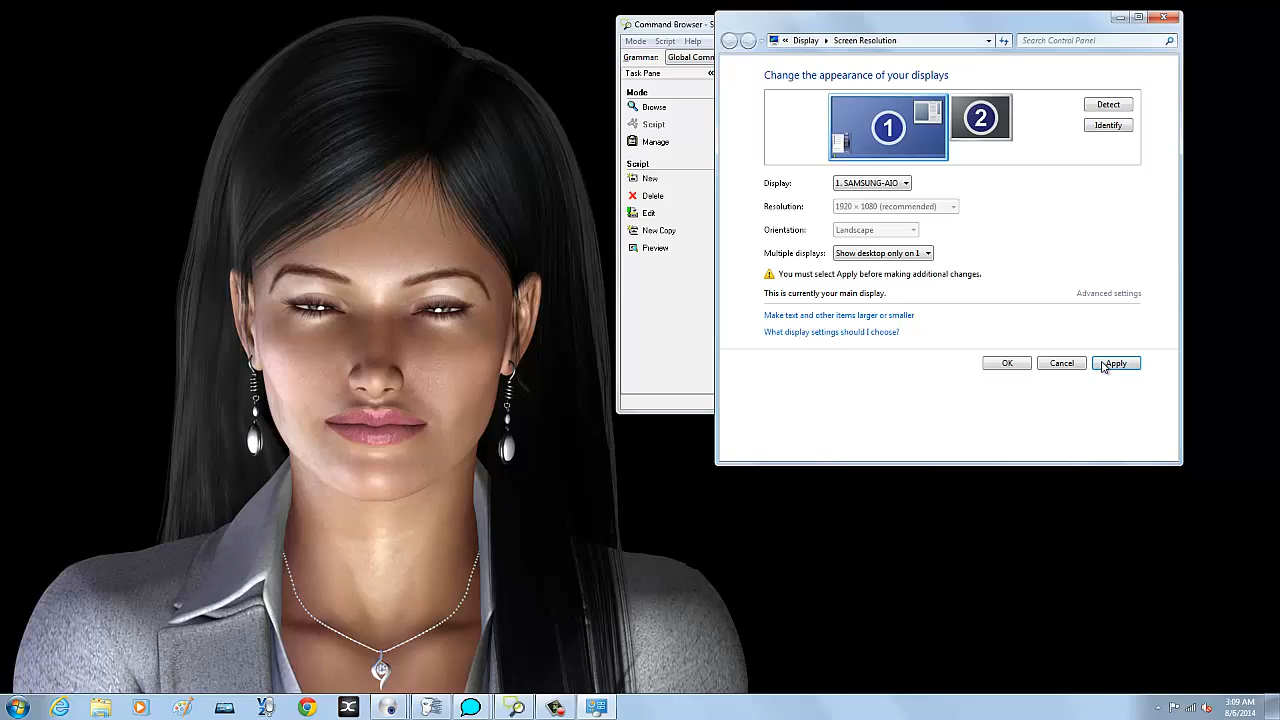 Command Browser - S
Mode Script Help
Grammar: Global Comm
Task Pane «
Mode
Browse
Script
Manage
Script
New
Delete
Edit
New Copy
Preview
« Display Screen Resolution
Search Control Panel
Change the appearance of your displays
1
2
Detect
Identify
Display: 1. SAMSUNG-AIO
Resolution: 1920 × 1080 (recommended)
Orientation: Landscape
Multiple displays: Show desktop only on 1
You must select Apply before making additional changes.
This is currently your main display.
Advanced settings
Make text and other items larger or smaller
What display settings should I choose?
OK Cancel Apply
3:09 AM
8/6/2014